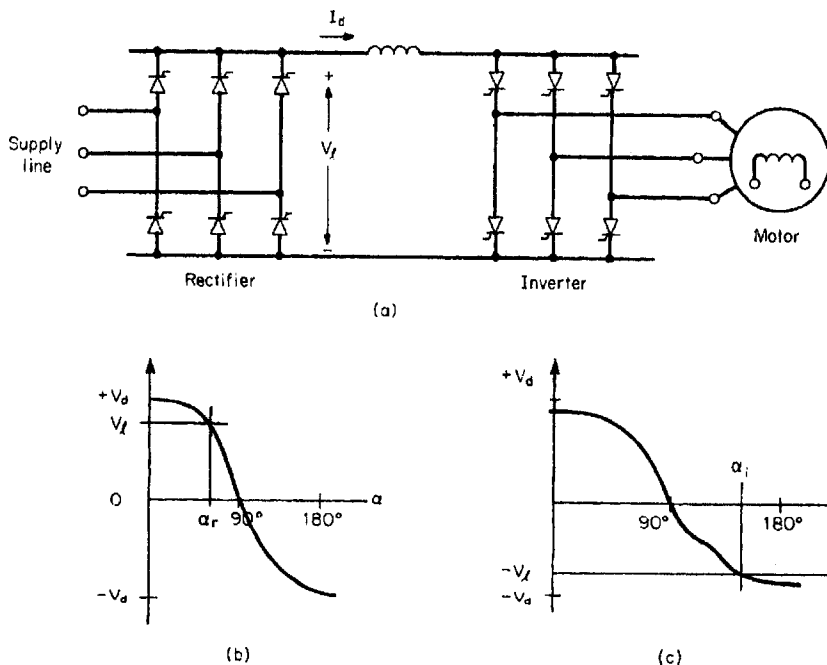 I_d
+
Supply
line
V_ℓ
−
Motor
Rectifier
Inverter
(a)
+V_d
V_ℓ
0
α_r
90°
180°
α
−V_d
(b)
+V_d
α_i
90°
180°
−V_ℓ
−V_d
(c)